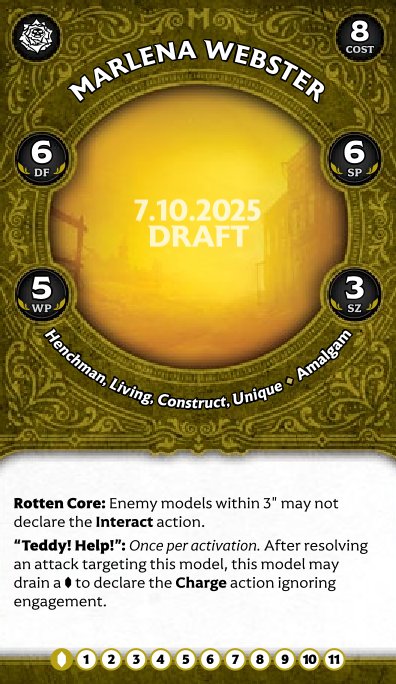 8
COST
MARLENA WEBSTER
6
DF
6
SP
7.10.2025
DRAFT
5
WP
3
SZ
Henchman, Living, Construct, Unique ♦ Amalgam
Rotten Core: Enemy models within 3" may not
declare the Interact action.
“Teddy! Help!”: Once per activation. After resolving
an attack targeting this model, this model may
drain a to declare the Charge action ignoring
engagement.
1 2 3 4 5 6 7 8 9 10 11